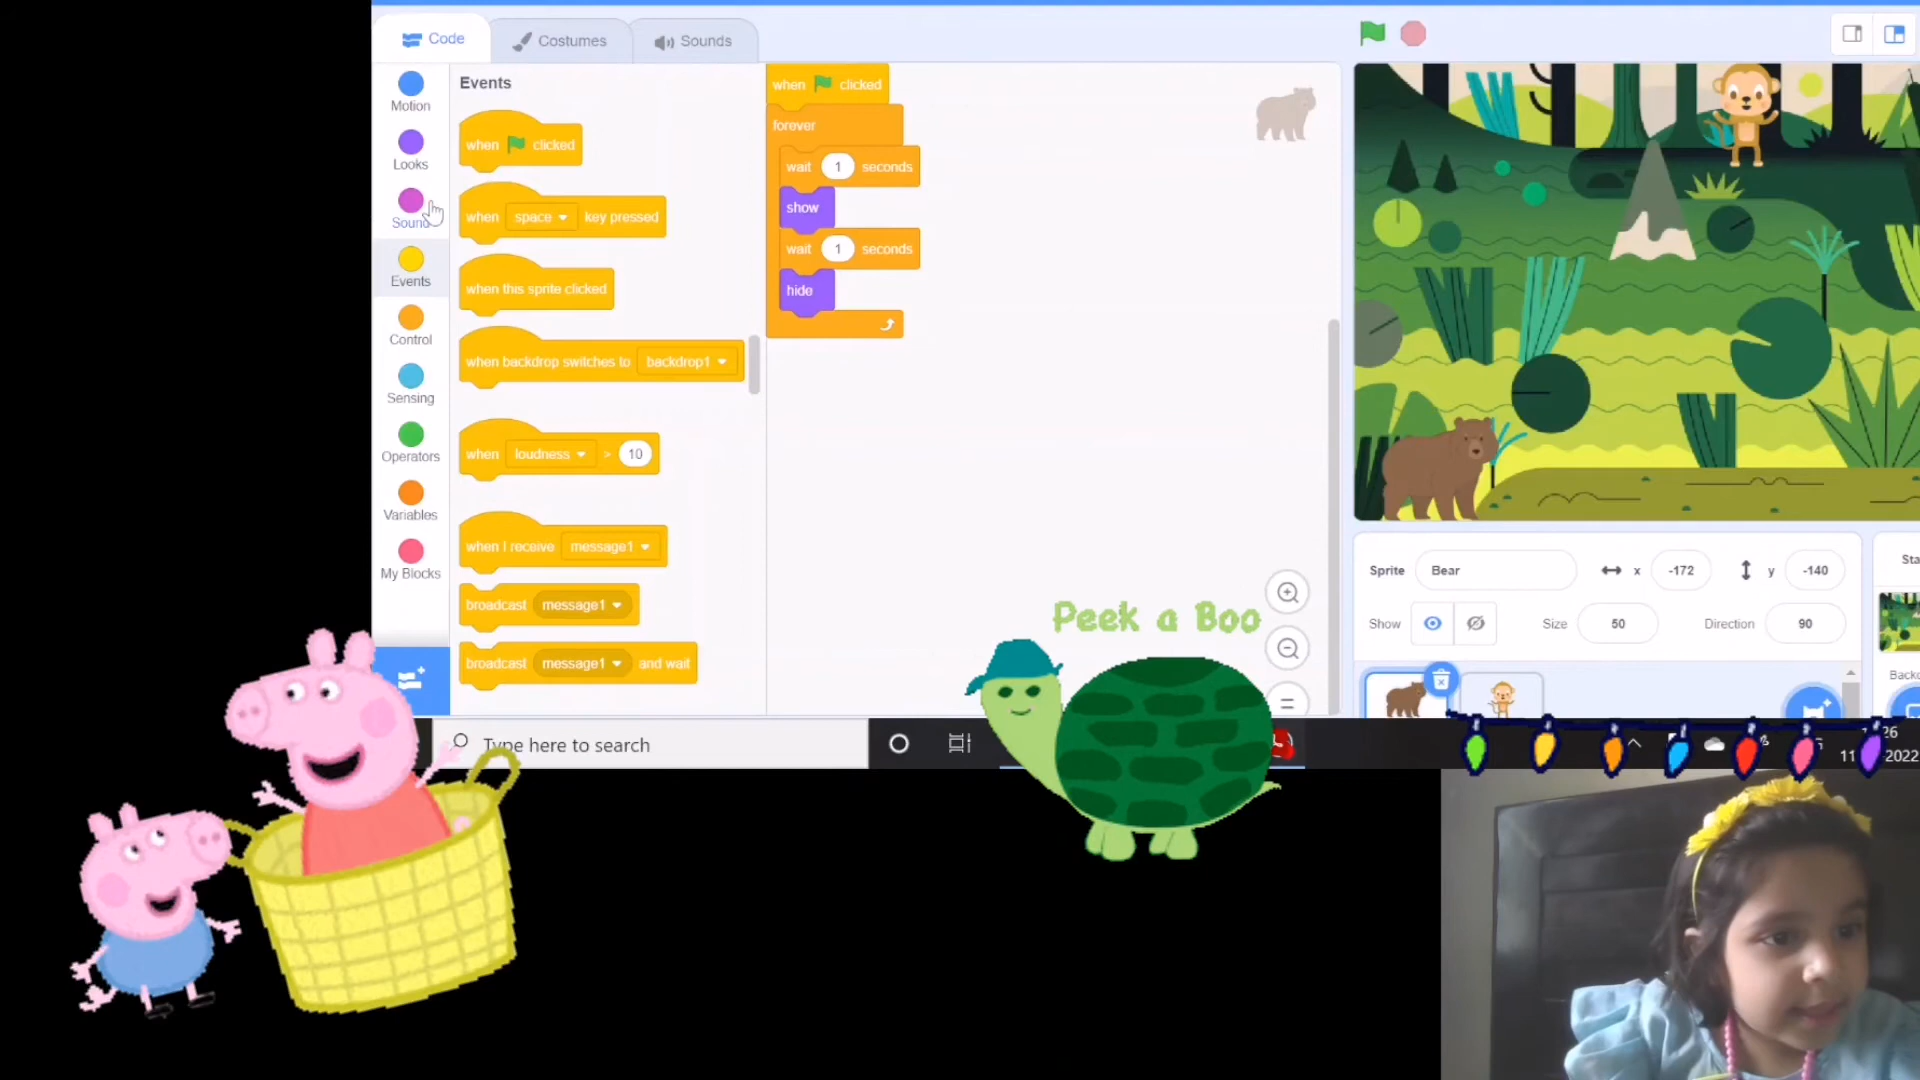 Code
Costumes
Sounds
Motion
Looks
Sound
Events
Control
Sensing
Operators
Variables
My Blocks
Events
when clicked
when space key pressed
when this sprite clicked
when backdrop switches to backdrop1
when loudness > 10
when I receive message1
broadcast message1
broadcast message1 and wait
when clicked
forever
wait 1 seconds
show
wait 1 seconds
hide
Sprite Bear x -172 y -140
Show Size 50 Direction 90
Peek a Boo
Type here to search